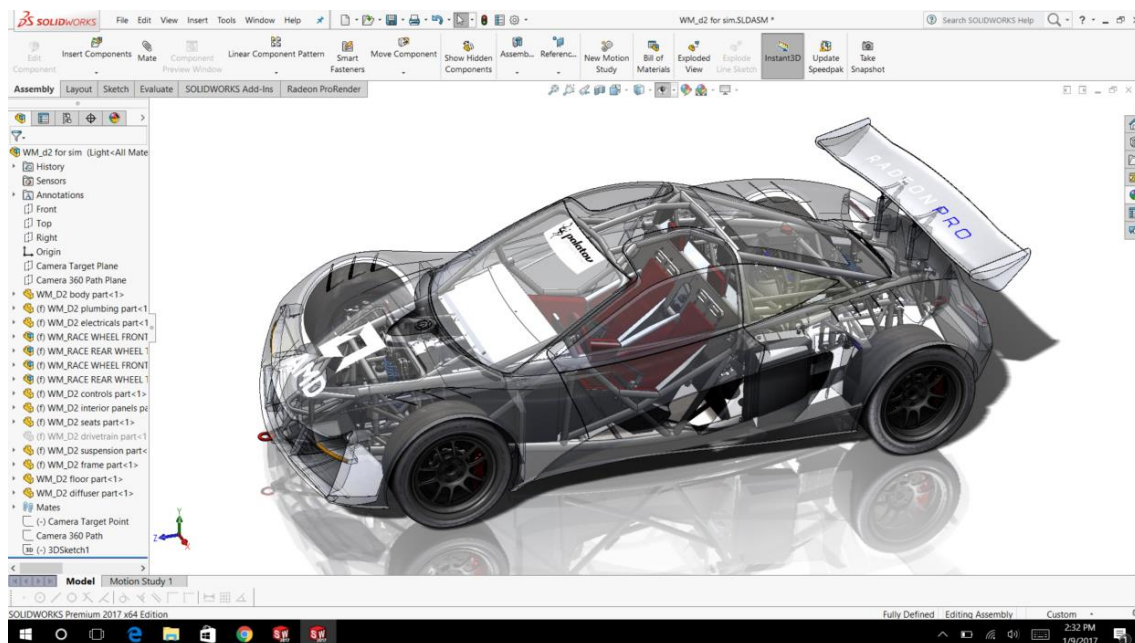 SOLIDWORKS File Edit View Insert Tools Window Help WM_d2 for sim.SLDASM * Search SOLIDWORKS Help
Edit Component
Insert Components
Mate
Component Preview Window
Linear Component Pattern
Smart Fasteners
Move Component
Show Hidden Components
Assemb...
Referenc...
New Motion Study
Bill of Materials
Exploded View
Explode Line Sketch
Instant3D
Update Speedpak
Take Snapshot
Assembly Layout Sketch Evaluate SOLIDWORKS Add-Ins Radeon ProRender
WM_d2 for sim (Light<All Mate
History
Sensors
Annotations
Front
Top
Right
Origin
Camera Target Plane
Camera 360 Path Plane
WM_D2 body part<1>
(f) WM_D2 plumbing part<1
(f) WM_D2 electricals part<1
(f) WM_RACE WHEEL FRONT
(f) WM_RACE REAR WHEEL T
(f) WM_RACE WHEEL FRONT
(f) WM_RACE REAR WHEEL T
(f) WM_D2 controls part<1>
(f) WM_D2 interior panels pa
(f) WM_D2 seats part<1>
(f) WM_D2 drivetrain part<1
(f) WM_D2 suspension part<
(f) WM_D2 frame part<1>
WM_D2 floor part<1>
WM_D2 diffuser part<1>
Mates
(-) Camera Target Point
Camera 360 Path
(-) 3DSketch1
RADEON PRO
palatov
AMD
Y
Z
X
Model Motion Study 1
SOLIDWORKS Premium 2017 x64 Edition Fully Defined Editing Assembly Custom
2:32 PM
1/9/2017